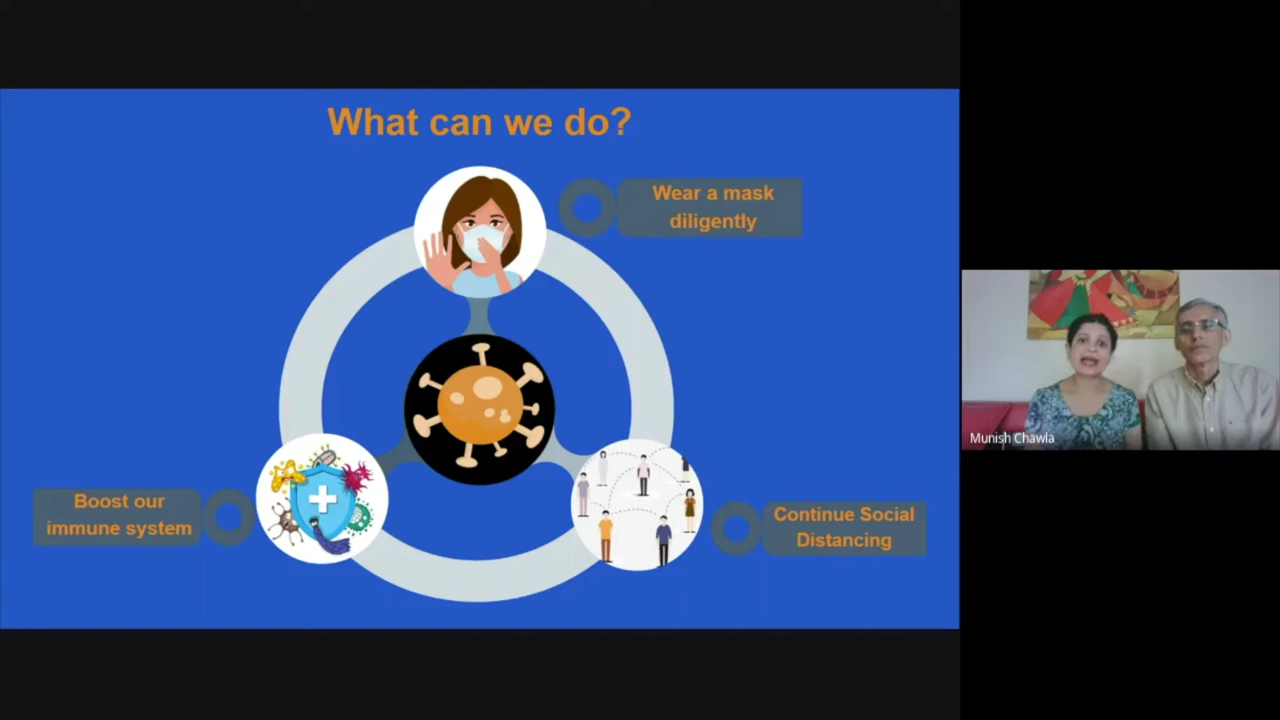 What can we do?
Wear a mask
diligently
Boost our
immune system
Continue Social
Distancing
Munish Chawla